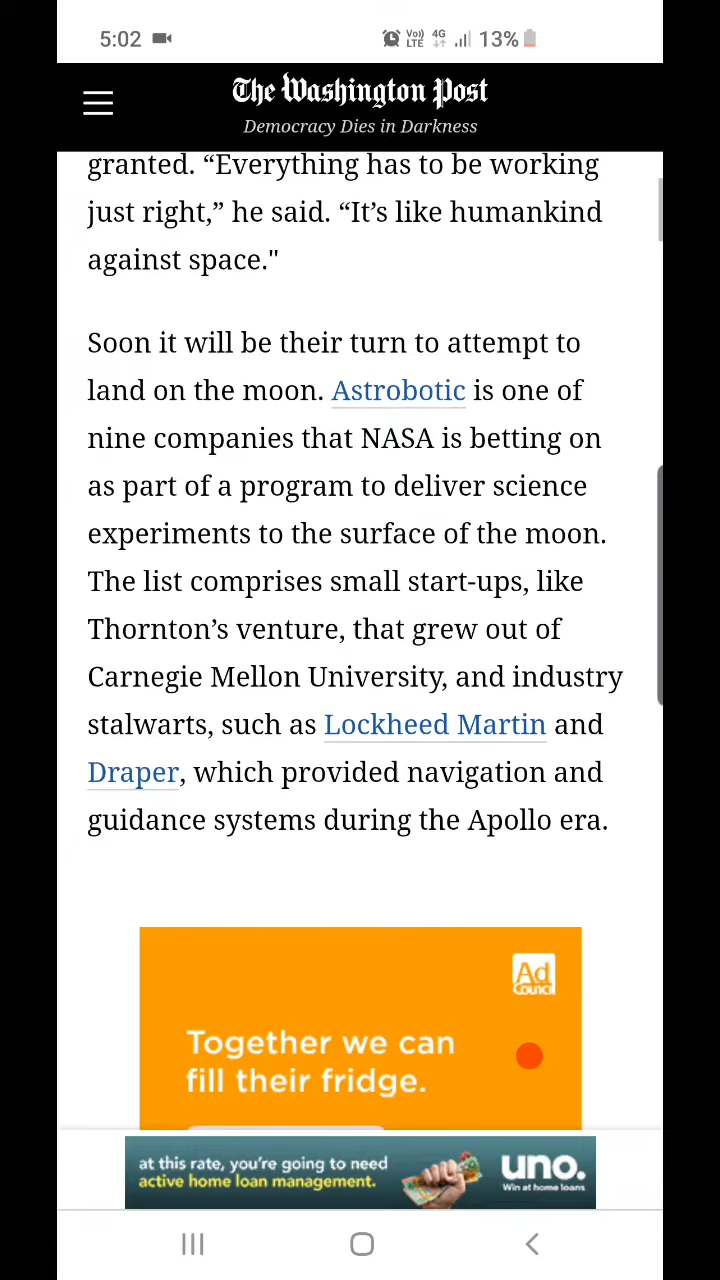 5:02
Vo)) LTE 4G 13%
The Washington Post
Democracy Dies in Darkness
granted. “Everything has to be working
just right,” he said. “It’s like humankind
against space."
Soon it will be their turn to attempt to
land on the moon. Astrobotic is one of
nine companies that NASA is betting on
as part of a program to deliver science
experiments to the surface of the moon.
The list comprises small start-ups, like
Thornton’s venture, that grew out of
Carnegie Mellon University, and industry
stalwarts, such as Lockheed Martin and
Draper, which provided navigation and
guidance systems during the Apollo era.
Ad
Council
Together we can
fill their fridge.
at this rate, you’re going to need
active home loan management.
uno.
Win at home loans